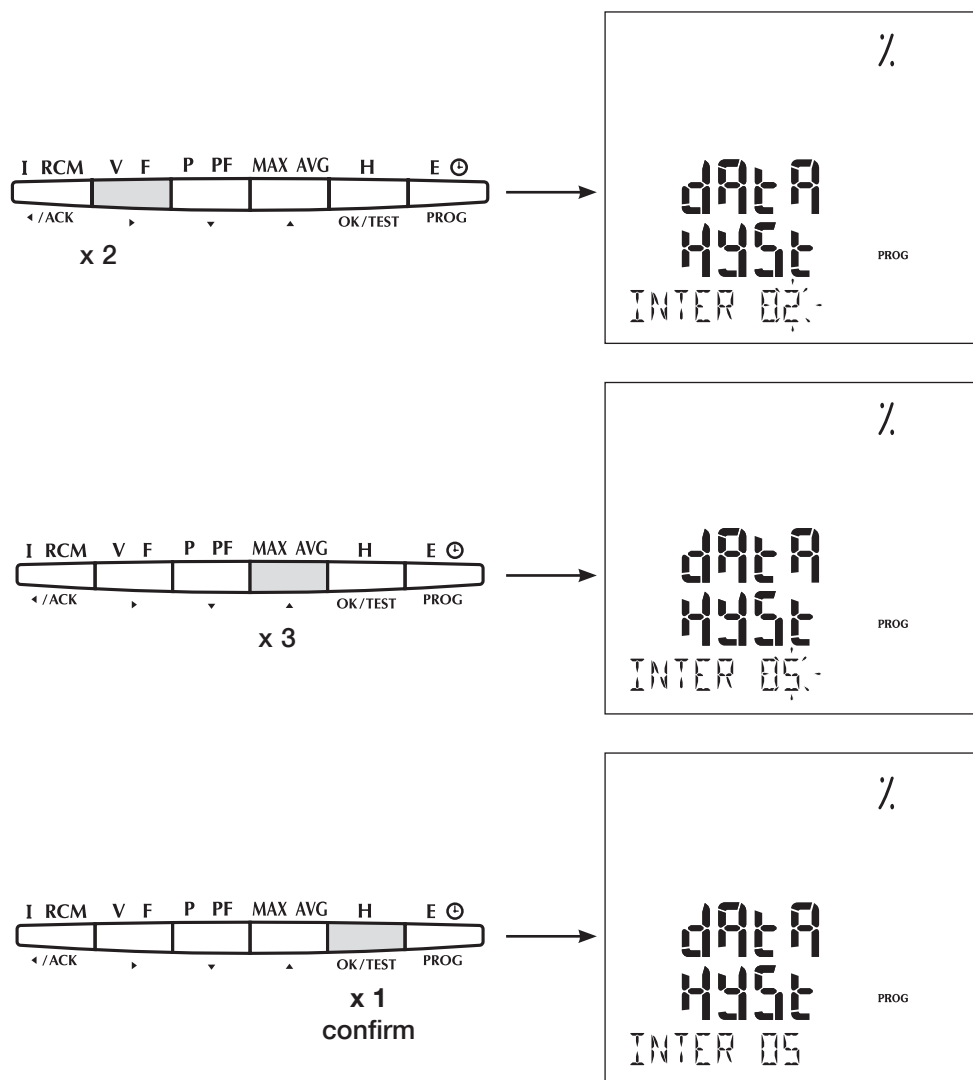 %
I RCM V F P PF MAX AVG H E
/ACK OK/TEST PROG
x 2
dAtA
HYSt
PROG
INTER 02
%
I RCM V F P PF MAX AVG H E
/ACK OK/TEST PROG
x 3
dAtA
HYSt
PROG
INTER 05
%
I RCM V F P PF MAX AVG H E
/ACK OK/TEST PROG
x 1
confirm
dAtA
HYSt
PROG
INTER 05